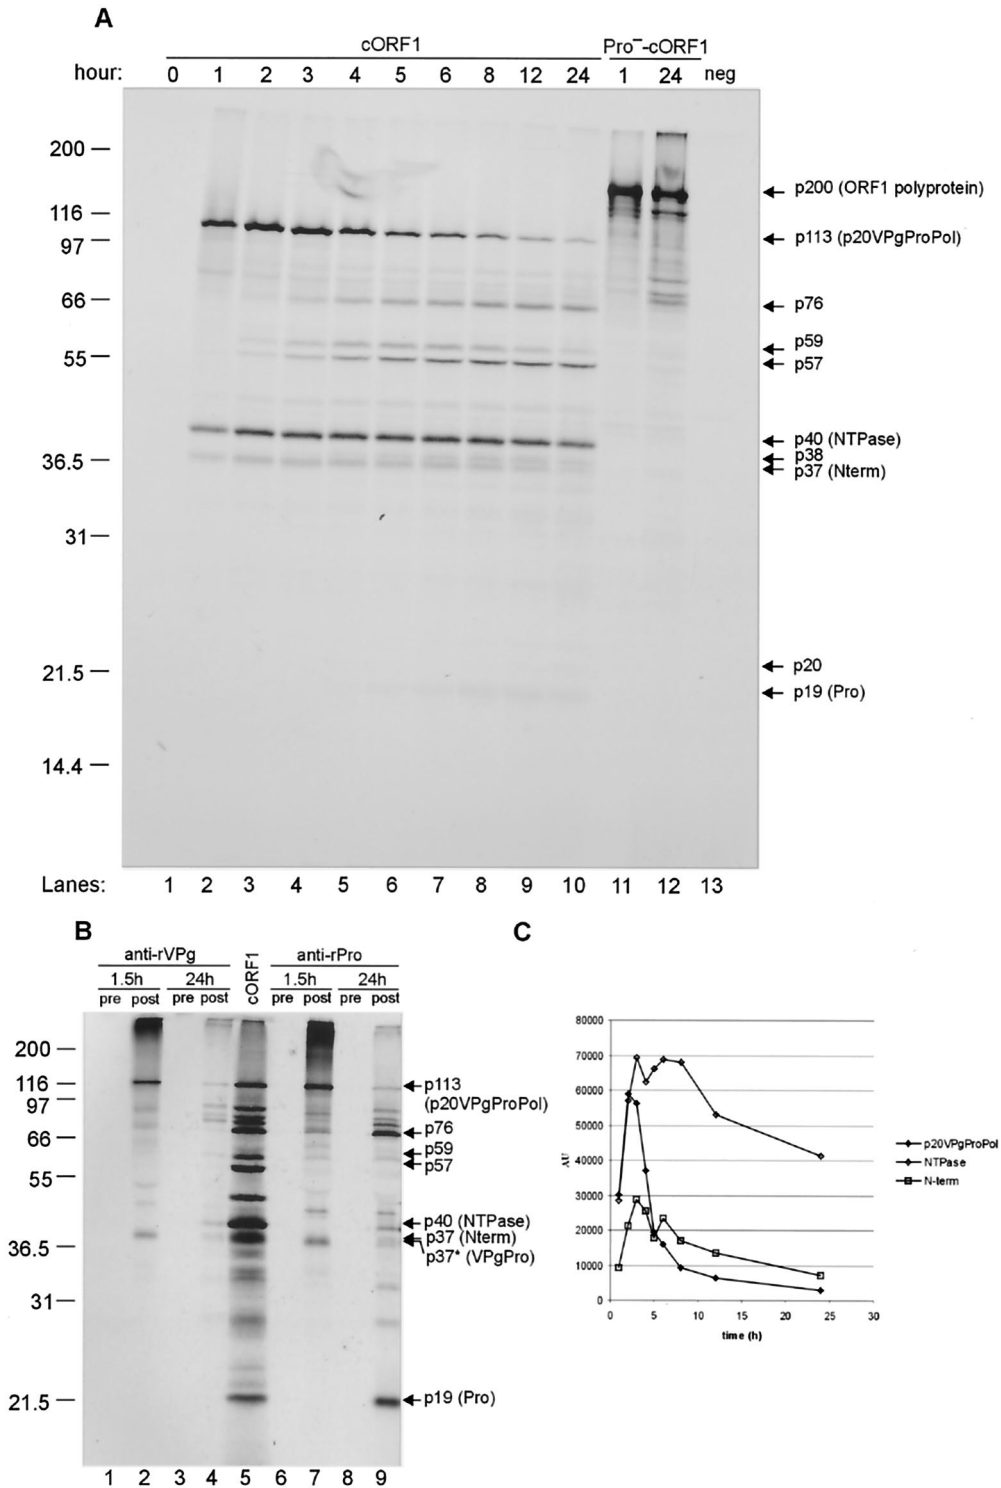 A
cORF1 Pro⁻-cORF1
hour: 0 1 2 3 4 5 6 8 12 24 1 24 neg
200
116
97
66
55
36.5
31
21.5
14.4
p200 (ORF1 polyprotein)
p113 (p20VPgProPol)
p76
p59
p57
p40 (NTPase)
p38
p37 (Nterm)
p20
p19 (Pro)
Lanes: 1 2 3 4 5 6 7 8 9 10 11 12 13
B
anti-rVPg cORF1 anti-rPro
1.5h 24h 1.5h 24h
pre post pre post pre post pre post
200
116
97
66
55
36.5
31
21.5
p113
(p20VPgProPol)
p76
p59
p57
p40 (NTPase)
p37 (Nterm)
p37* (VPgPro)
p19 (Pro)
1 2 3 4 5 6 7 8 9
C
80000
70000
60000
50000
40000
30000
20000
10000
0
AU
0 5 10 15 20 25 30
time (h)
p20VPgProPol
NTPase
N-term